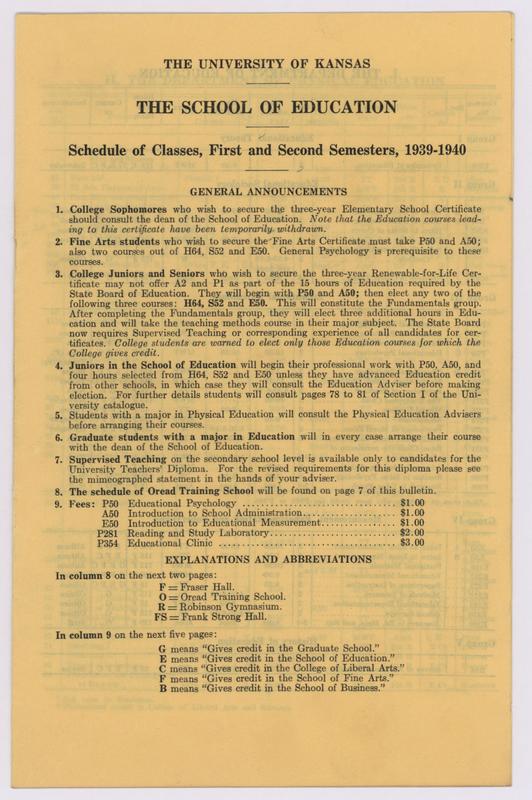 THE UNIVERSITY OF KANSAS
THE SCHOOL OF EDUCATION
Schedule of Classes, First and Second Semesters, 1939-1940
GENERAL ANNOUNCEMENTS
1. College Sophomores who wish to secure the three-year Elementary School Certificate
should consult the dean of the School of Education. Note that the Education courses lead-
ing to this certificate have been temporarily withdrawn.
2. Fine Arts students who wish to secure the Fine Arts Certificate must take P50 and A50;
also two courses out of H64, S52 and E50. General Psychology is prerequisite to these
courses.
3. College Juniors and Seniors who wish to secure the three-year Renewable-for-Life Cer-
tificate may not offer A2 and P1 as part of the 15 hours of Education required by the
State Board of Education. They will begin with P50 and A50; then elect any two of the
following three courses: H64, S52 and E50. This will constitute the Fundamentals group.
After completing the Fundamentals group, they will elect three additional hours in Edu-
cation and will take the teaching methods course in their major subject. The State Board
now requires Supervised Teaching or corresponding experience of all candidates for cer-
tificates. College students are warned to elect only those Education courses for which the
College gives credit.
4. Juniors in the School of Education will begin their professional work with P50, A50, and
four hours selected from H64, S52 and E50 unless they have advanced Education credit
from other schools, in which case they will consult the Education Adviser before making
election. For further details students will consult pages 78 to 81 of Section I of the Uni-
versity catalogue.
5. Students with a major in Physical Education will consult the Physical Education Advisers
before arranging their courses.
6. Graduate students with a major in Education will in every case arrange their course
with the dean of the School of Education.
7. Supervised Teaching on the secondary school level is available only to candidates for the
University Teachers' Diploma. For the revised requirements for this diploma please see
the mimeographed statement in the hands of your adviser.
8. The schedule of Oread Training School will be found on page 7 of this bulletin.
9. Fees: P50 Educational Psychology .................................. $1.00
A50 Introduction to School Administration..................... $1.00
E50 Introduction to Educational Measurement................. $1.00
P281 Reading and Study Laboratory............................ $2.00
P354 Educational Clinic ....................................... $3.00
EXPLANATIONS AND ABBREVIATIONS
In column 8 on the next two pages:
F = Fraser Hall.
O = Oread Training School.
R = Robinson Gymnasium.
FS = Frank Strong Hall.
In column 9 on the next five pages:
G means "Gives credit in the Graduate School."
E means "Gives credit in the School of Education."
C means "Gives credit in the College of Liberal Arts."
F means "Gives credit in the School of Fine Arts."
B means "Gives credit in the School of Business."